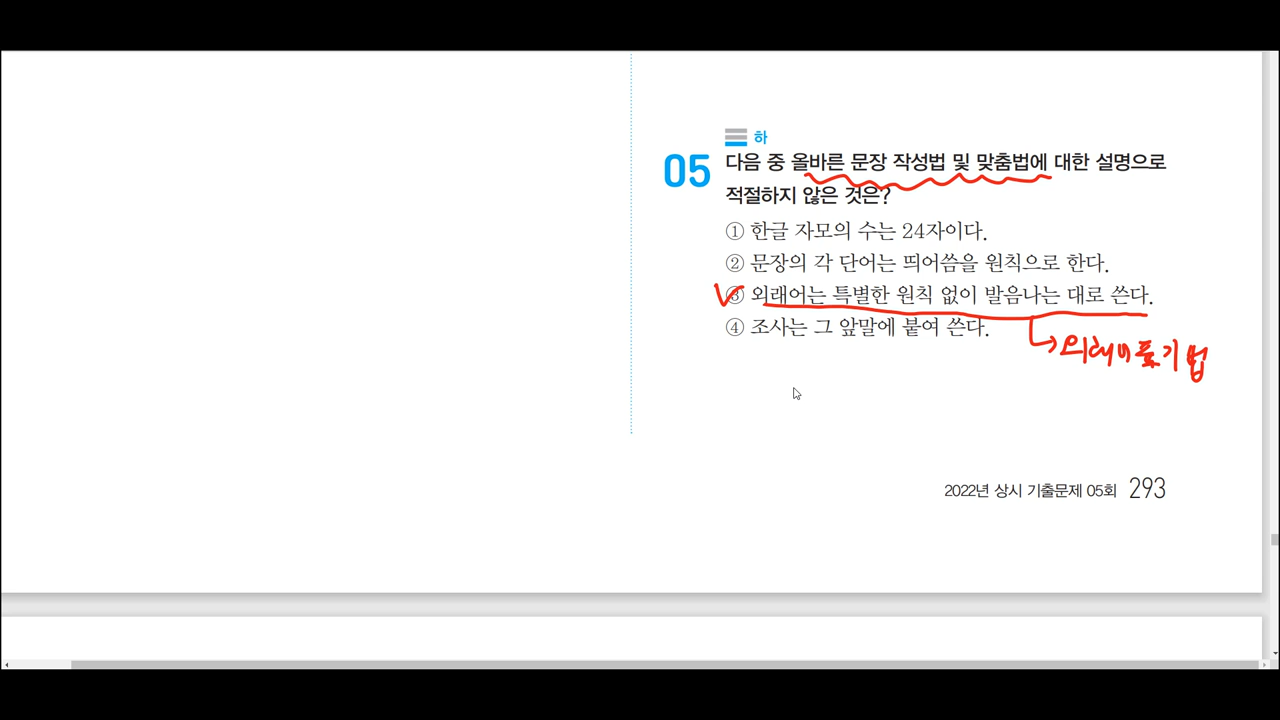 하
05 다음 중 올바른 문장 작성법 및 맞춤법에 대한 설명으로
적절하지 않은 것은?
① 한글 자모의 수는 24자이다.
② 문장의 각 단어는 띄어씀을 원칙으로 한다.
③ 외래어는 특별한 원칙 없이 발음나는 대로 쓴다.
④ 조사는 그 앞말에 붙여 쓴다.
외래어 표기법
2022년 상시 기출문제 05회 293